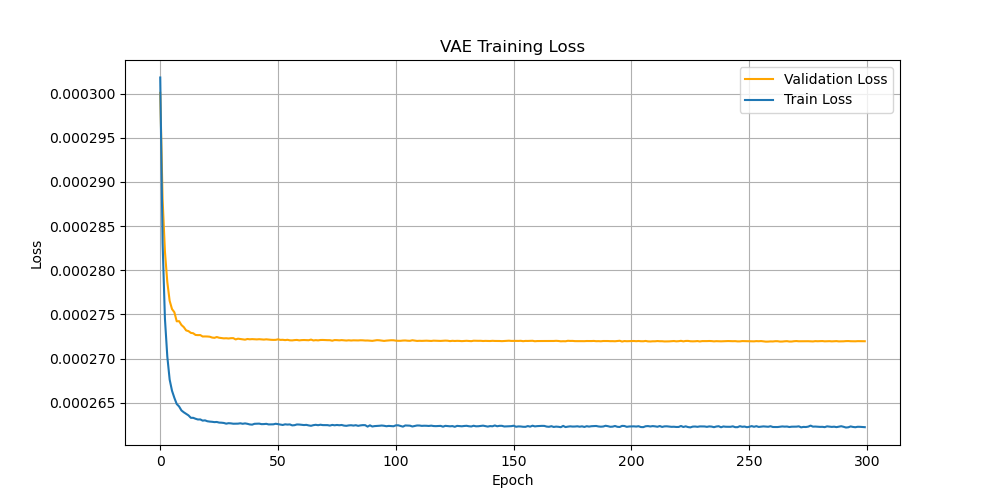 VAE Training Loss
Validation Loss
Train Loss
0.000300
0.000295
0.000290
0.000285
0.000280
0.000275
0.000270
0.000265
Loss
0 50 100 150 200 250 300
Epoch